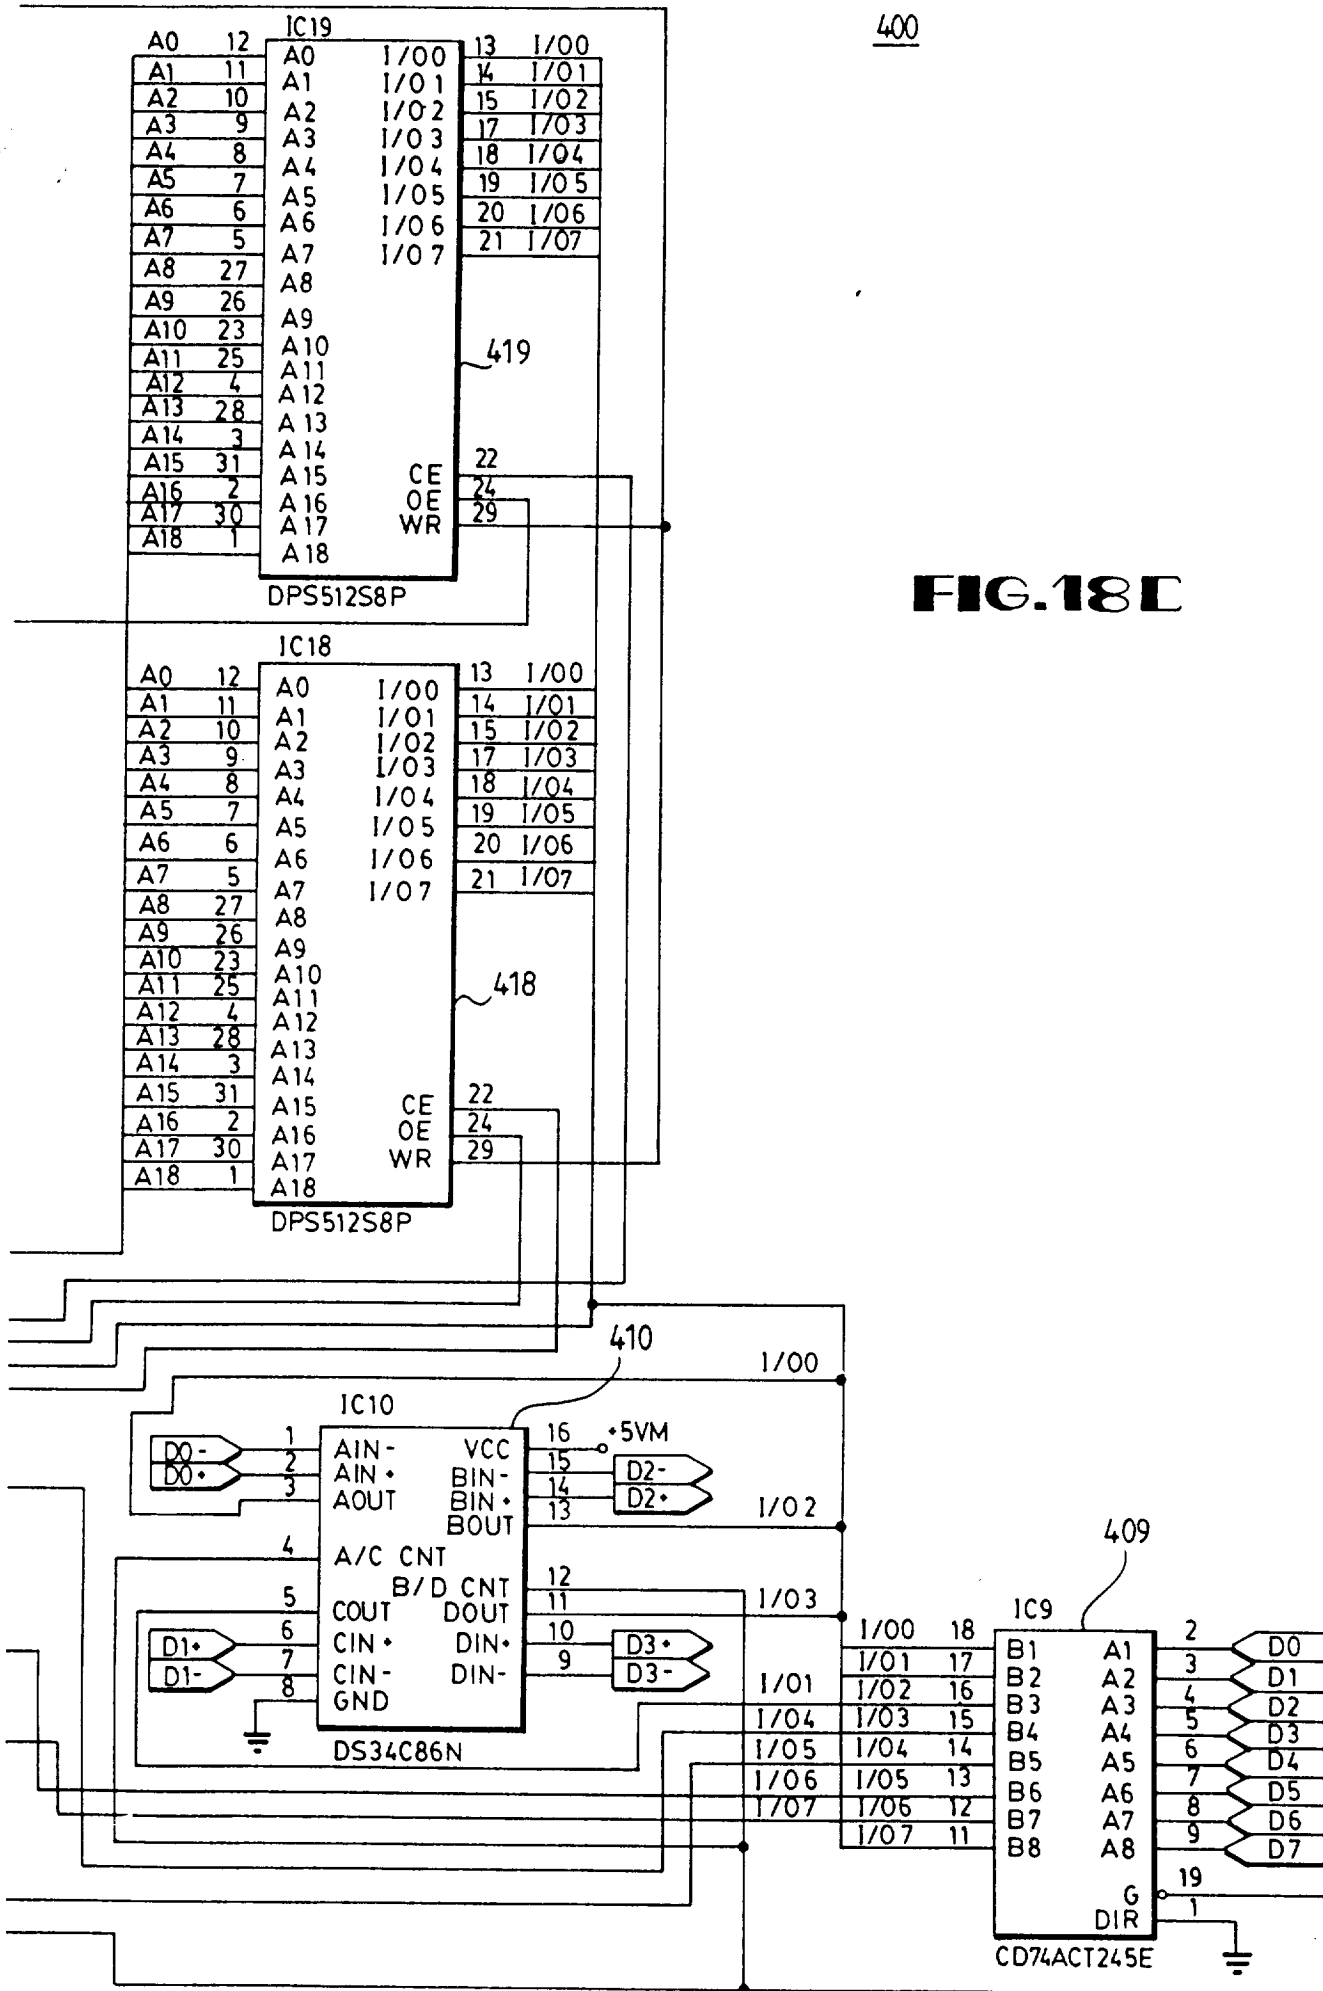 400
IC19
A0 12 A0 I/O0 13 I/O0
A1 11 A1 I/O1 14 I/O1
A2 10 A2 I/O2 15 I/O2
A3 9 A3 I/O3 17 I/O3
A4 8 A4 I/O4 18 I/O4
A5 7 A5 I/O5 19 I/O5
A6 6 A6 I/O6 20 I/O6
A7 5 A7 I/O7 21 I/O7
A8 27 A8
A9 26 A9
A10 23 A10
A11 25 A11
419
A12 4 A12
A13 28 A13
A14 3 A14
A15 31 A15 CE 22
A16 2 A16 OE 24
A17 30 A17 WR 29
A18 1 A18
DPS512S8P
FIG.18D
IC18
A0 12 A0 I/O0 13 I/O0
A1 11 A1 I/O1 14 I/O1
A2 10 A2 I/O2 15 I/O2
A3 9 A3 I/O3 17 I/O3
A4 8 A4 I/O4 18 I/O4
A5 7 A5 I/O5 19 I/O5
A6 6 A6 I/O6 20 I/O6
A7 5 A7 I/O7 21 I/O7
A8 27 A8
A9 26 A9
A10 23 A10
A11 25 A11
418
A12 4 A12
A13 28 A13
A14 3 A14
A15 31 A15 CE 22
A16 2 A16 OE 24
A17 30 A17 WR 29
A18 1 A18
DPS512S8P
410
I/O0
IC10
D0- 1 AIN- VCC 16 +5VM
D0+ 2 AIN+ BIN- 15 D2-
3 AOUT BIN+ 14 D2+
BOUT 13 I/O2
4 A/C CNT
B/D CNT 12
5 COUT DOUT 11 I/O3
D1+ 6 CIN+ DIN+ 10 D3+
D1- 7 CIN- DIN- 9 D3-
8 GND
DS34C86N
409
IC9
I/O0 18 B1 A1 2 D0
I/O1 17 B2 A2 3 D1
I/O1 I/O2 16 B3 A3 4 D2
I/O4 I/O3 15 B4 A4 5 D3
I/O5 I/O4 14 B5 A5 6 D4
I/O6 I/O5 13 B6 A6 7 D5
I/O7 I/O6 12 B7 A7 8 D6
I/O7 11 B8 A8 9 D7
G 19
DIR 1
CD74ACT245E